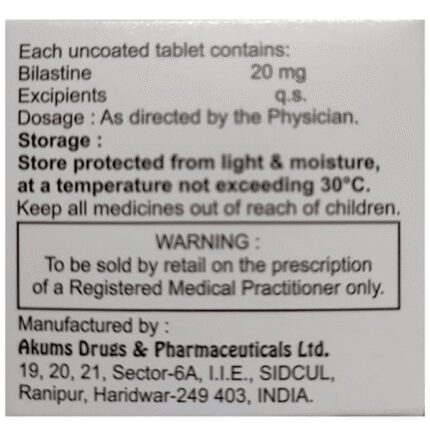 Each uncoated tablet contains:
Bilastine 20 mg
Excipients q.s.
Dosage : As directed by the Physician.
Storage :
Store protected from light & moisture,
at a temperature not exceeding 30°C.
Keep all medicines out of reach of children.
WARNING :
To be sold by retail on the prescription
of a Registered Medical Practitioner only.
Manufactured by :
Akums Drugs & Pharmaceuticals Ltd.
19, 20, 21, Sector-6A, I.I.E., SIDCUL,
Ranipur, Haridwar-249 403, INDIA.